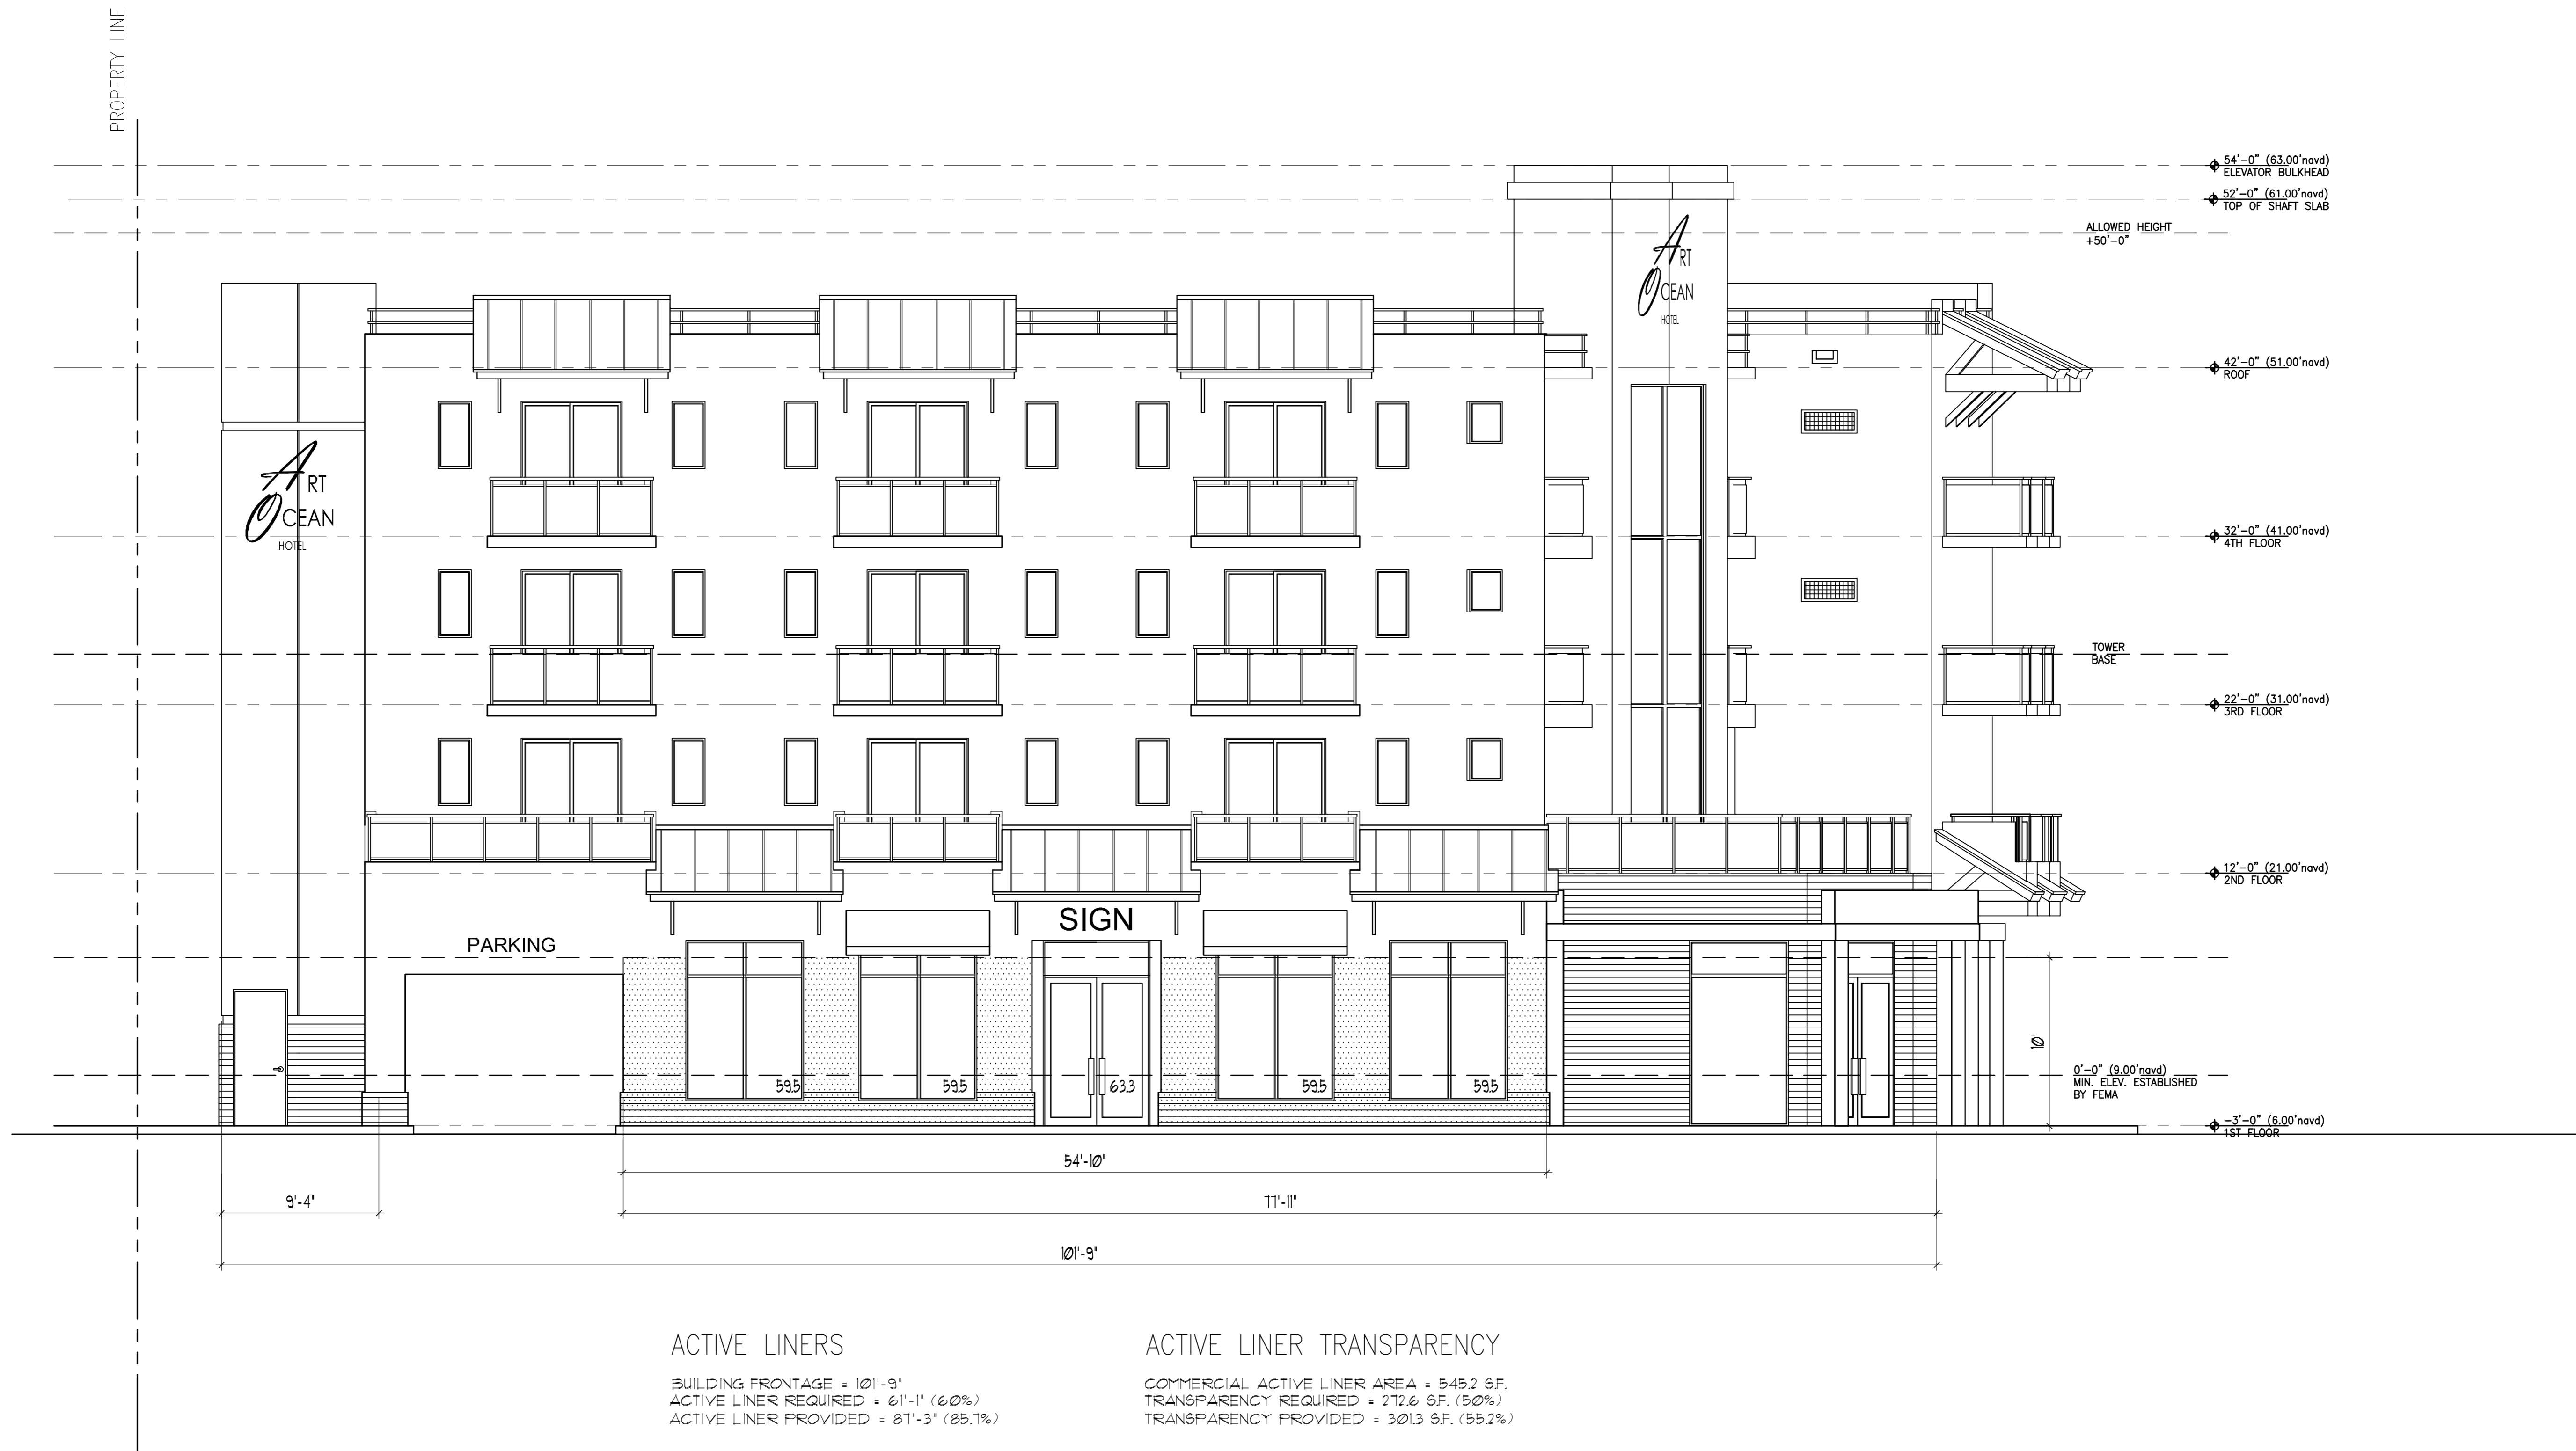 PROPERTY LINE
54'-0" (63.00'navd)
ELEVATOR BULKHEAD
52'-0" (61.00'navd)
TOP OF SHAFT SLAB
ALLOWED HEIGHT
+50'-0"
ART
OCEAN
HOTEL
42'-0" (51.00'navd)
ROOF
ART
OCEAN
HOTEL
32'-0" (41.00'navd)
4TH FLOOR
TOWER
BASE
22'-0" (31.00'navd)
3RD FLOOR
12'-0" (21.00'navd)
2ND FLOOR
SIGN
PARKING
10'
59.5
59.5
63.3
59.5
59.5
0'-0" (9.00'navd)
MIN. ELEV. ESTABLISHED
BY FEMA
-3'-0" (6.00'navd)
1ST FLOOR
54'-10"
9'-4"
77'-11"
101'-9"
ACTIVE LINERS
BUILDING FRONTAGE = 101'-9"
ACTIVE LINER REQUIRED = 61'-1" (60%)
ACTIVE LINER PROVIDED = 87'-3" (85.7%)
ACTIVE LINER TRANSPARENCY
COMMERCIAL ACTIVE LINER AREA = 545.2 S.F.
TRANSPARENCY REQUIRED = 272.6 S.F. (50%)
TRANSPARENCY PROVIDED = 301.3 S.F. (55.2%)